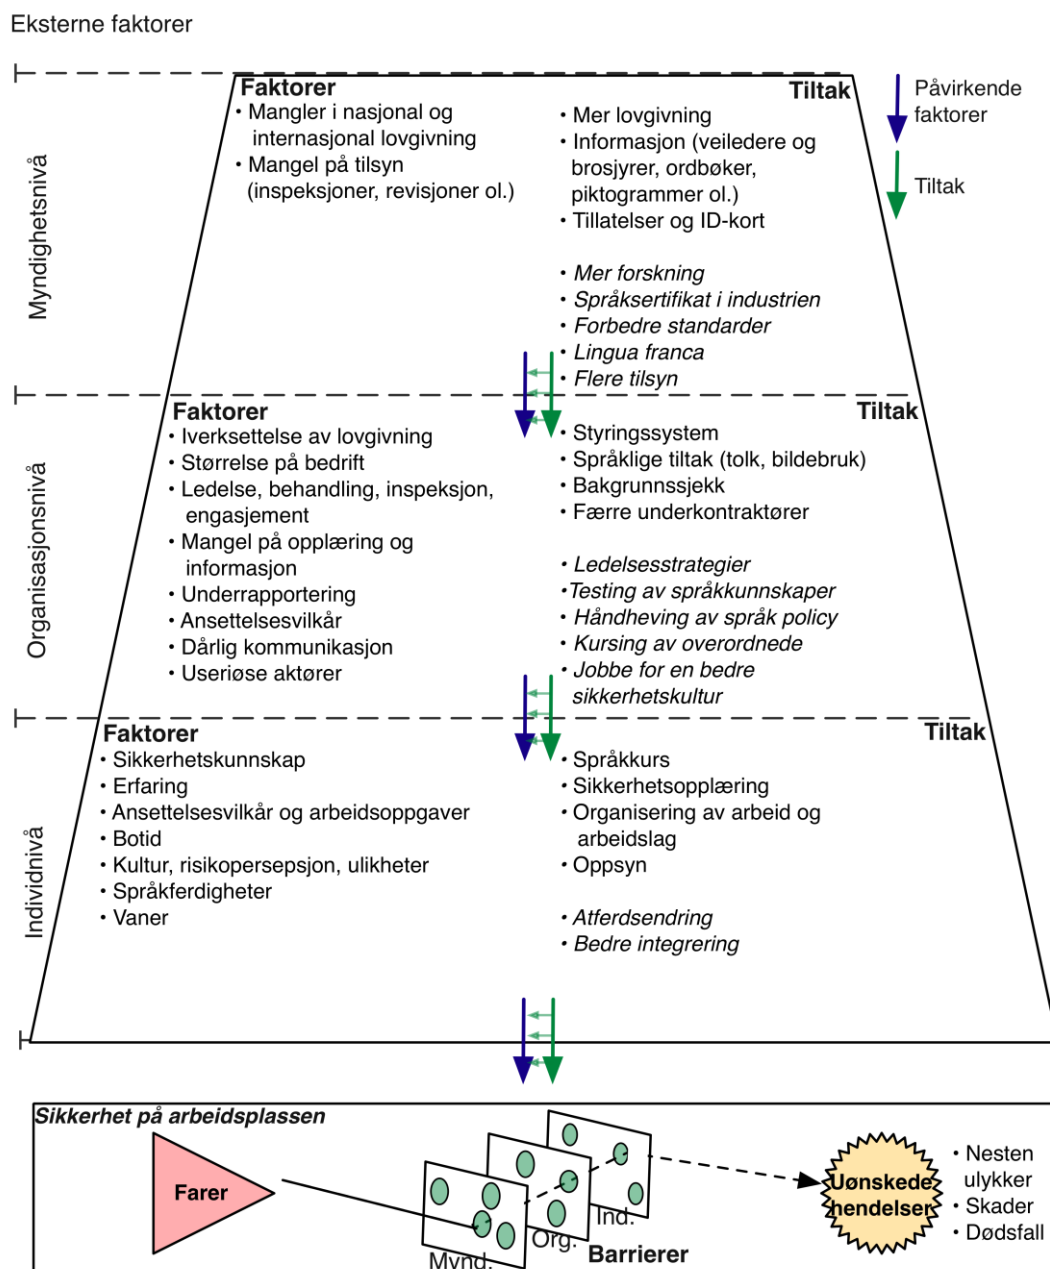 Eksterne faktorer
Påvirkende
faktorer
Tiltak
Myndighetsnivå
Faktorer
• Mangler i nasjonal og
internasjonal lovgivning
• Mangel på tilsyn
(inspeksjoner, revisjoner ol.)
Tiltak
• Mer lovgivning
• Informasjon (veiledere og
brosjyrer, ordbøker,
piktogrammer ol.)
• Tillatelser og ID-kort
• Mer forskning
• Språksertifikat i industrien
• Forbedre standarder
• Lingua franca
• Flere tilsyn
Organisasjonsnivå
Faktorer
• Iverksettelse av lovgivning
• Størrelse på bedrift
• Ledelse, behandling, inspeksjon,
engasjement
• Mangel på opplæring og
informasjon
• Underrapportering
• Ansettelsesvilkår
• Dårlig kommunikasjon
• Useriøse aktører
Tiltak
• Styringssystem
• Språklige tiltak (tolk, bildebruk)
• Bakgrunnssjekk
• Færre underkontraktører
• Ledelsesstrategier
•Testing av språkkunnskaper
• Håndheving av språk policy
• Kursing av overordnede
• Jobbe for en bedre
sikkerhetskultur
Individnivå
Faktorer
• Sikkerhetskunnskap
• Erfaring
• Ansettelsesvilkår og arbeidsoppgaver
• Botid
• Kultur, risikopersepsjon, ulikheter
• Språkferdigheter
• Vaner
Tiltak
• Språkkurs
• Sikkerhetsopplæring
• Organisering av arbeid og
arbeidslag
• Oppsyn
• Atferdsendring
• Bedre integrering
Sikkerhet på arbeidsplassen
Farer
Mynd.
Org.
Ind.
Barrierer
Uønskede
hendelser
• Nesten
ulykker
• Skader
• Dødsfall